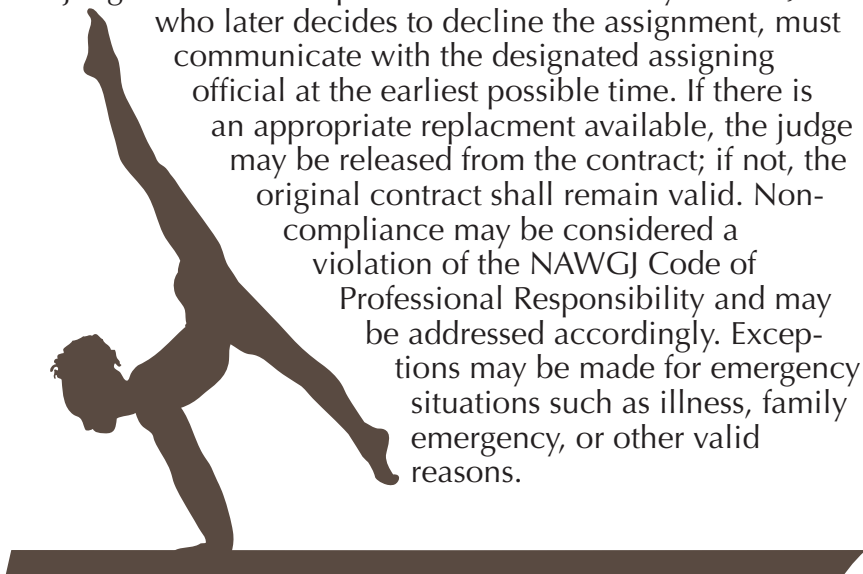 who later decides to decline the assignment, must
communicate with the designated assigning
official at the earliest possible time. If there is
an appropriate replacment available, the judge
may be released from the contract; if not, the
original contract shall remain valid. Non-
compliance may be considered a
violation of the NAWGJ Code of
Professional Responsibility and may
be addressed accordingly. Excep-
tions may be made for emergency
situations such as illness, family
emergency, or other valid
reasons.